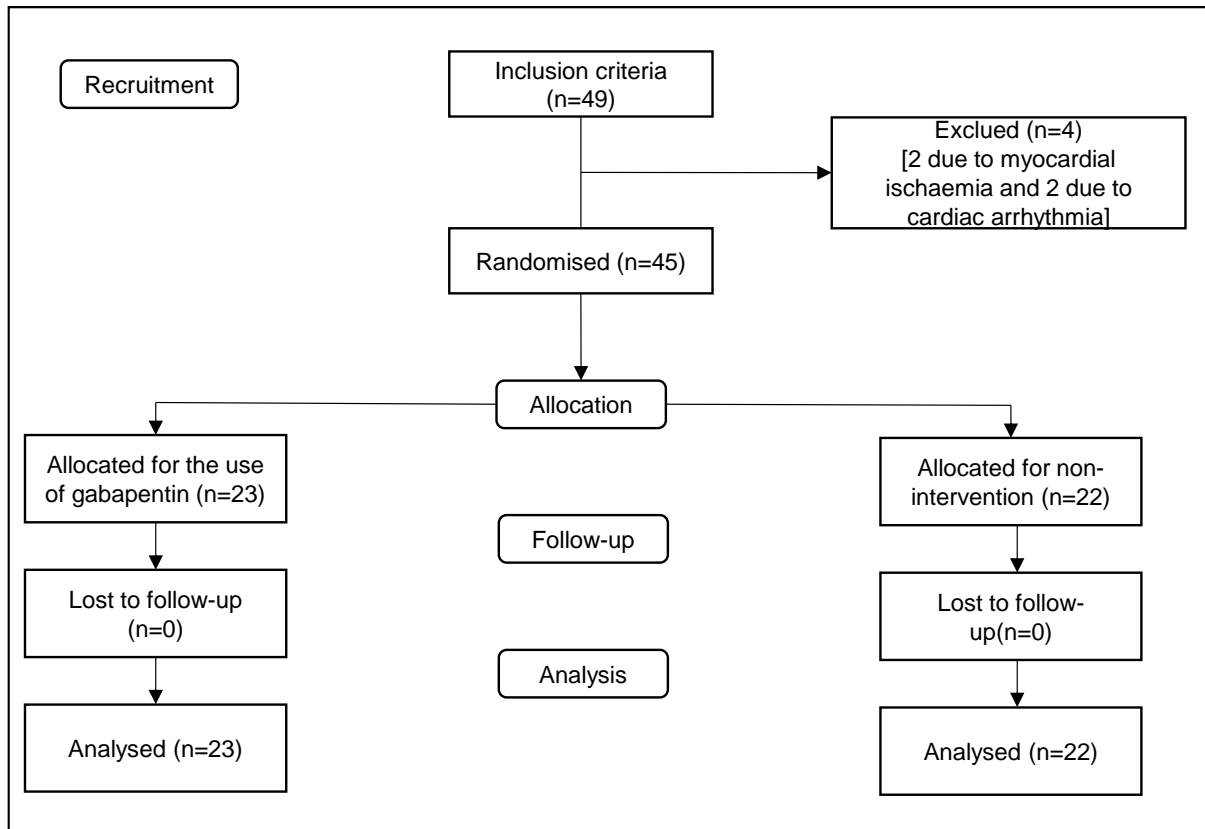 Recruitment
Inclusion criteria
(n=49)
Exclued (n=4)
[2 due to myocardial
ischaemia and 2 due to
cardiac arrhythmia]
Randomised (n=45)
Allocation
Allocated for the use
of gabapentin (n=23)
Allocated for non-
intervention (n=22)
Follow-up
Lost to follow-up
(n=0)
Lost to follow-
up(n=0)
Analysis
Analysed (n=23)
Analysed (n=22)